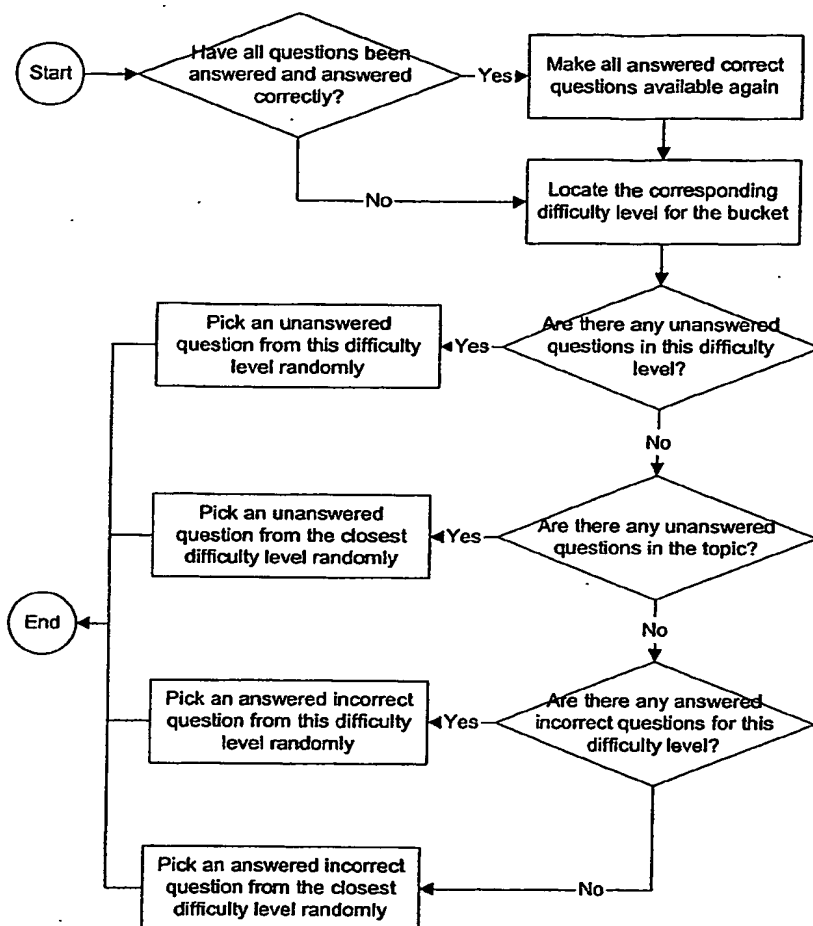 Start
Have all questions been
answered and answered
correctly?
Yes
Make all answered correct
questions available again
No
Locate the corresponding
difficulty level for the bucket
Are there any unanswered
questions in this difficulty
level?
Yes
Pick an unanswered
question from this difficulty
level randomly
No
Are there any unanswered
questions in the topic?
Yes
Pick an unanswered
question from the closest
difficulty level randomly
End
No
Are there any answered
incorrect questions for this
difficulty level?
Yes
Pick an answered incorrect
question from this difficulty
level randomly
No
Pick an answered incorrect
question from the closest
difficulty level randomly